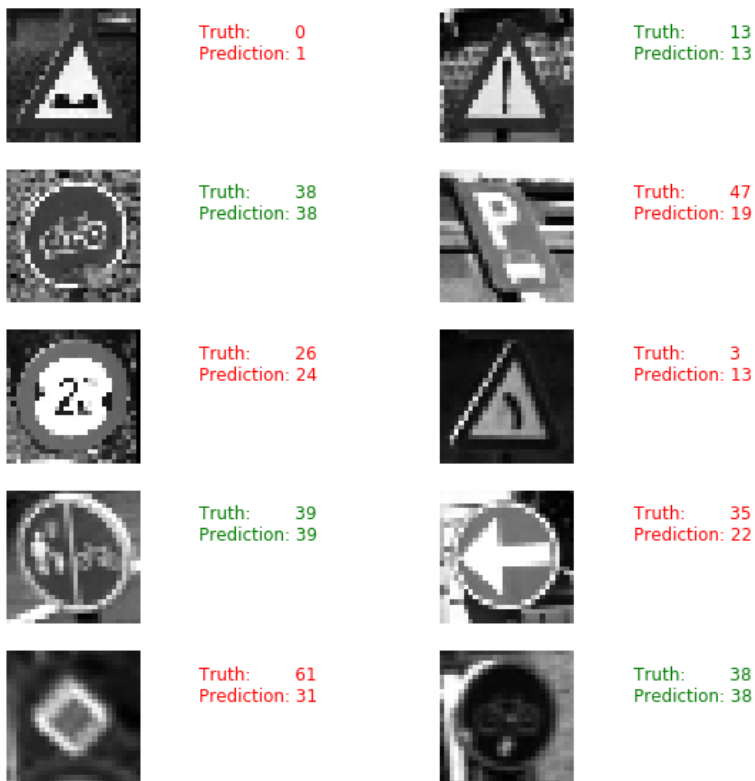 Truth: 0
Prediction: 1
Truth: 13
Prediction: 13
Truth: 38
Prediction: 38
P
Truth: 47
Prediction: 19
Truth: 26
Prediction: 24
Truth: 3
Prediction: 13
Truth: 39
Prediction: 39
Truth: 35
Prediction: 22
Truth: 61
Prediction: 31
Truth: 38
Prediction: 38